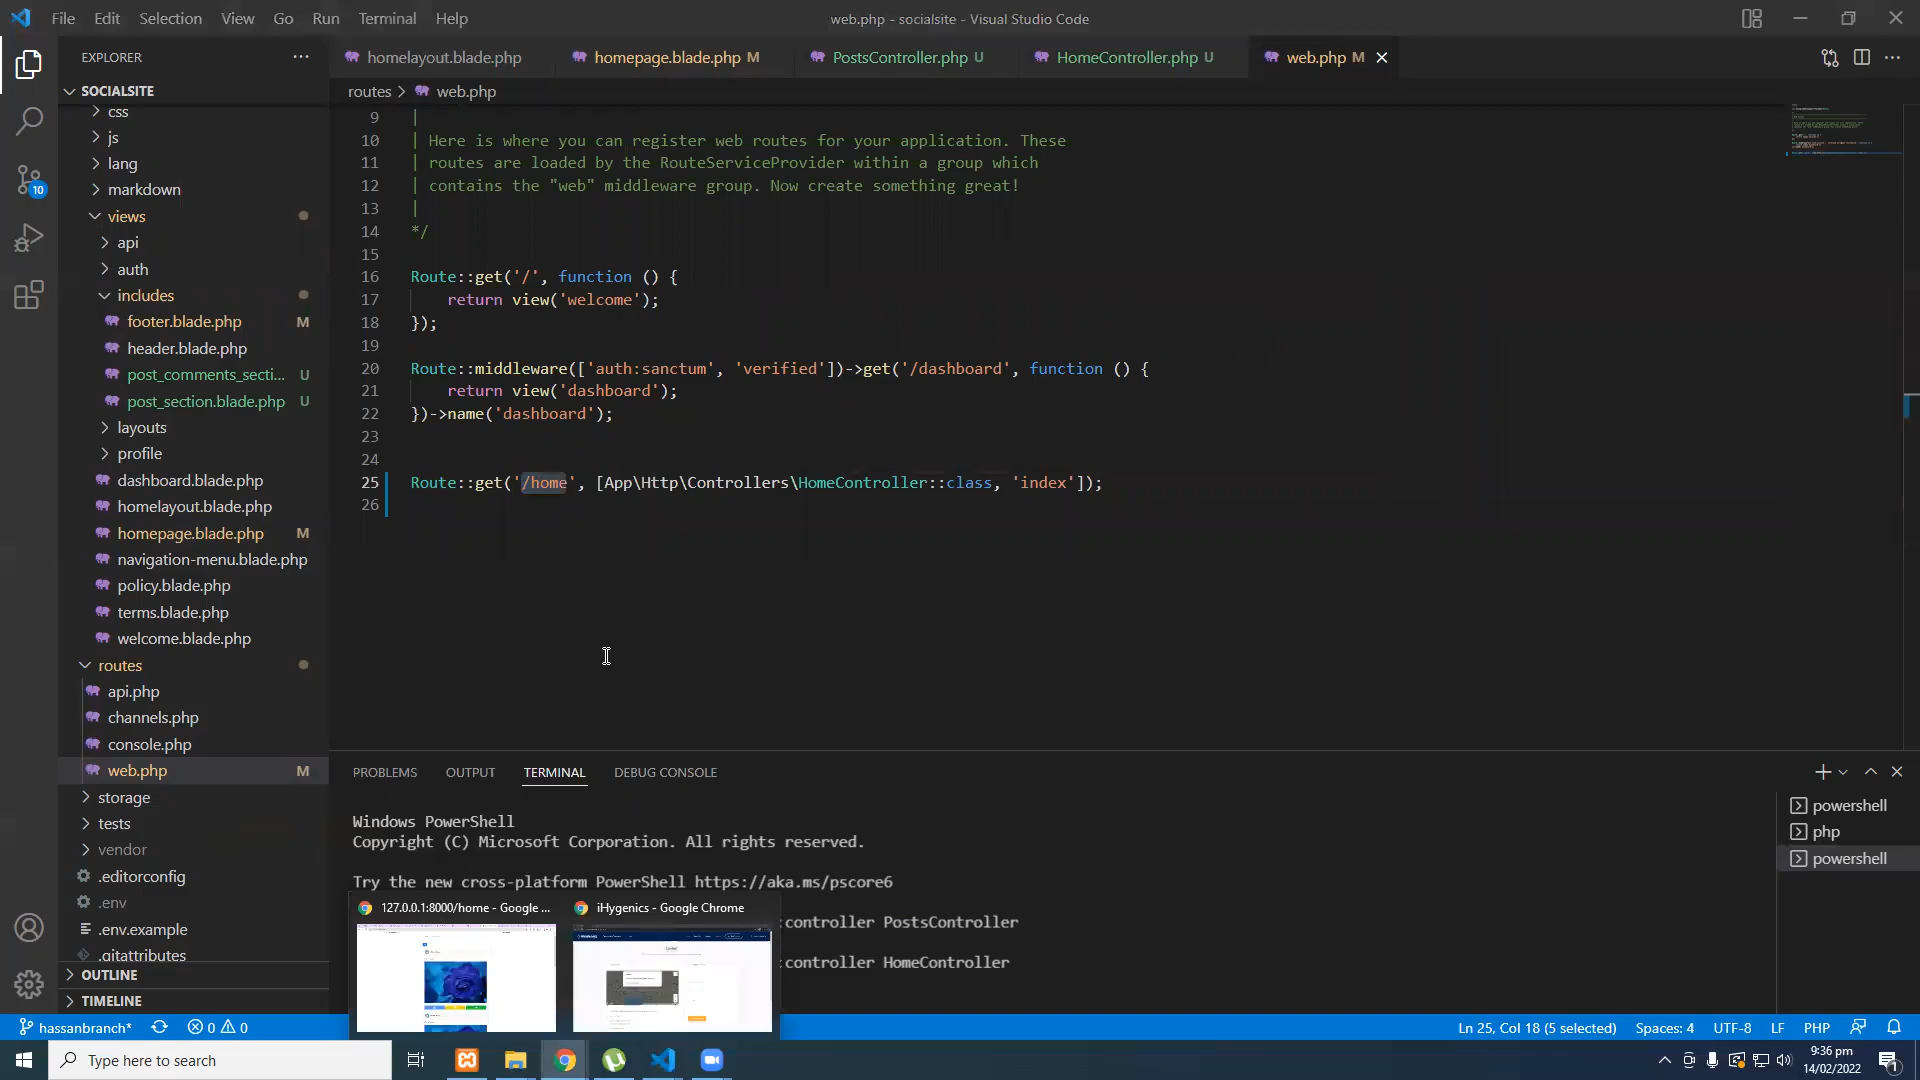 File Edit Selection View Go Run Terminal Help
web.php - socialsite - Visual Studio Code
EXPLORER
homelayout.blade.php
homepage.blade.php M
PostsController.php U
HomeController.php U
web.php M
SOCIALSITE
css
js
lang
markdown
views
api
auth
includes
footer.blade.php M
header.blade.php
post_comments_secti... U
post_section.blade.php U
layouts
profile
dashboard.blade.php
homelayout.blade.php
homepage.blade.php M
navigation-menu.blade.php
policy.blade.php
terms.blade.php
welcome.blade.php
routes
api.php
channels.php
console.php
web.php M
storage
tests
vendor
.editorconfig
.env
.env.example
.gitattributes
OUTLINE
TIMELINE
routes > web.php
9 |
10 | Here is where you can register web routes for your application. These
11 | routes are loaded by the RouteServiceProvider within a group which
12 | contains the "web" middleware group. Now create something great!
13 |
14 */
15
16 Route::get('/', function () {
17 return view('welcome');
18 });
19
20 Route::middleware(['auth:sanctum', 'verified'])->get('/dashboard', function () {
21 return view('dashboard');
22 })->name('dashboard');
23
24
25 Route::get('/home', [App\Http\Controllers\HomeController::class, 'index']);
26
PROBLEMS OUTPUT TERMINAL DEBUG CONSOLE
Windows PowerShell
Copyright (C) Microsoft Corporation. All rights reserved.
Try the new cross-platform PowerShell https://aka.ms/pscore6
:controller PostsController
:controller HomeController
powershell
php
powershell
127.0.0.1:8000/home - Google ...
iHygenics - Google Chrome
10
hassanbranch* 0 0
Ln 25, Col 18 (5 selected) Spaces: 4 UTF-8 LF PHP
Type here to search
9:36 pm
14/02/2022
1